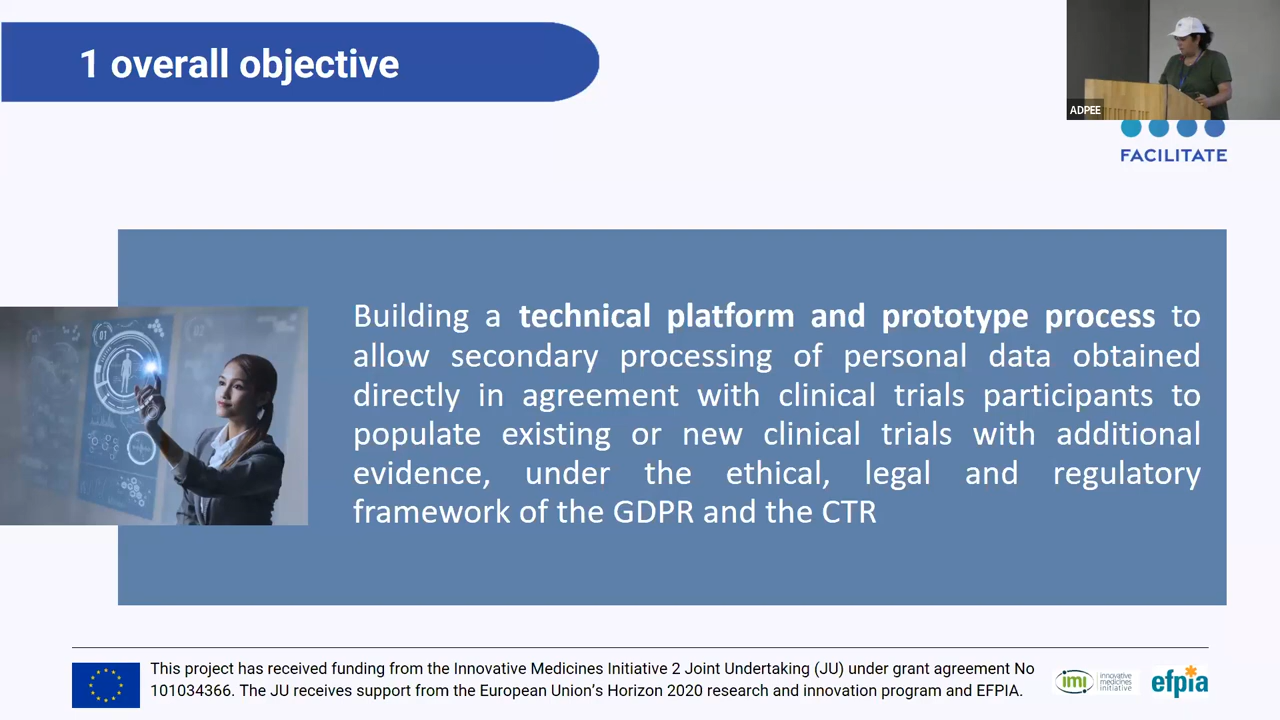 1 overall objective
ADPEE
FACILITATE
Building a technical platform and prototype process to
allow secondary processing of personal data obtained
directly in agreement with clinical trials participants to
populate existing or new clinical trials with additional
evidence, under the ethical, legal and regulatory
framework of the GDPR and the CTR
This project has received funding from the Innovative Medicines Initiative 2 Joint Undertaking (JU) under grant agreement No
101034366. The JU receives support from the European Union’s Horizon 2020 research and innovation program and EFPIA.
imi
innovative
medicines
initiative
efpia